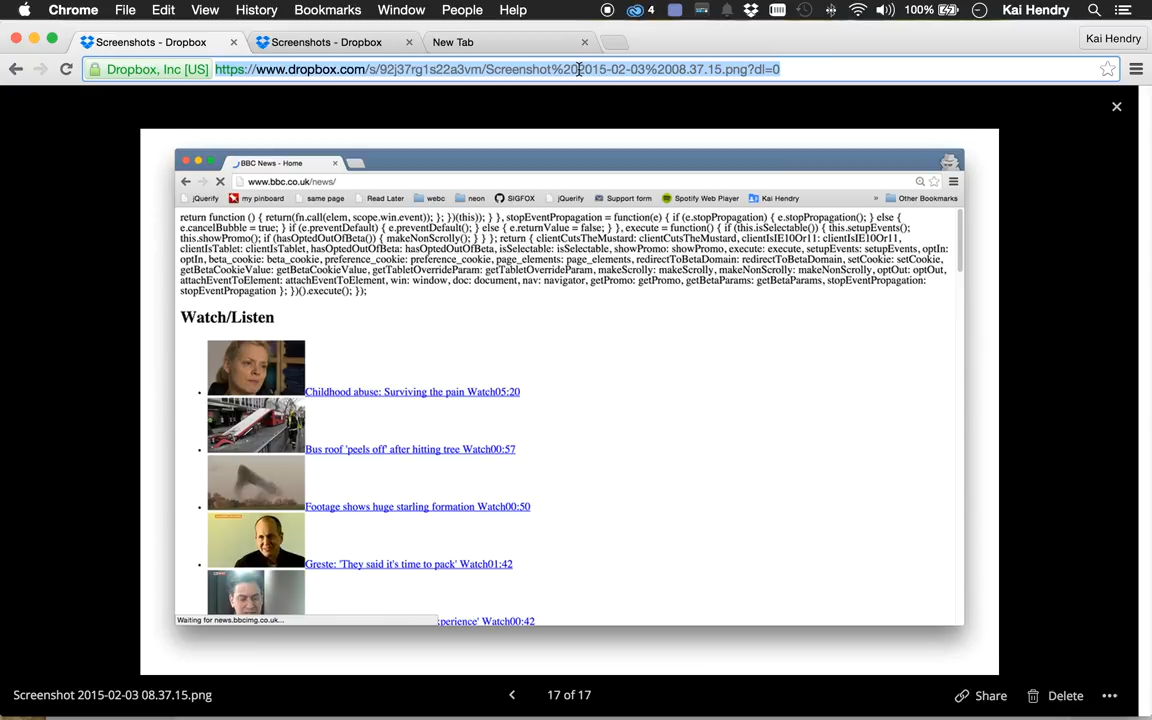 Chrome File Edit View History Bookmarks Window People Help 4 100% Kai Hendry
Screenshots - Dropbox Screenshots - Dropbox New Tab Kai Hendry
Dropbox, Inc [US] https://www.dropbox.com/s/92j37rg1s22a3vm/Screenshot%202015-02-03%2008.37.15.png?dl=0
BBC News - Home
www.bbc.co.uk/news/
jQuerify my pinboard same page Read Later webc neon SIGFOX jQuerify Support form Spotify Web Player Kai Hendry » Other Bookmarks
return function () { return(fn.call(elem, scope.win.event)); }; })(this)); } }, stopEventPropagation = function(e) { if (e.stopPropagation) { e.stopPropagation(); } else {
e.cancelBubble = true; } if (e.preventDefault) { e.preventDefault(); } else { e.returnValue = false; } }, execute = function() { if (this.isSelectable()) { this.setupEvents();
this.showPromo(); if (hasOptedOutOfBeta()) { makeNonScrolly(); } } }; return { clientCutsTheMustard: clientCutsTheMustard, clientIsIE10Or11: clientIsIE10Or11,
clientIsTablet: clientIsTablet, hasOptedOutOfBeta: hasOptedOutOfBeta, isSelectable: isSelectable, showPromo: showPromo, execute: execute, setupEvents: setupEvents, optIn:
optIn, beta_cookie: beta_cookie, preference_cookie: preference_cookie, page_elements: page_elements, redirectToBetaDomain: redirectToBetaDomain, setCookie: setCookie,
getBetaCookieValue: getBetaCookieValue, getTabletOverrideParam: getTabletOverrideParam, makeScrolly: makeScrolly, makeNonScrolly: makeNonScrolly, optOut: optOut,
attachEventToElement: attachEventToElement, win: window, doc: document, nav: navigator, getPromo: getPromo, getBetaParams: getBetaParams, stopEventPropagation:
stopEventPropagation }; })().execute(); });
Watch/Listen
Childhood abuse: Surviving the pain Watch05:20
Bus roof 'peels off' after hitting tree Watch00:57
Footage shows huge starling formation Watch00:50
Greste: 'They said it's time to pack' Watch01:42
xperience' Watch00:42
Waiting for news.bbcimg.co.uk...
Screenshot 2015-02-03 08.37.15.png 17 of 17 Share Delete